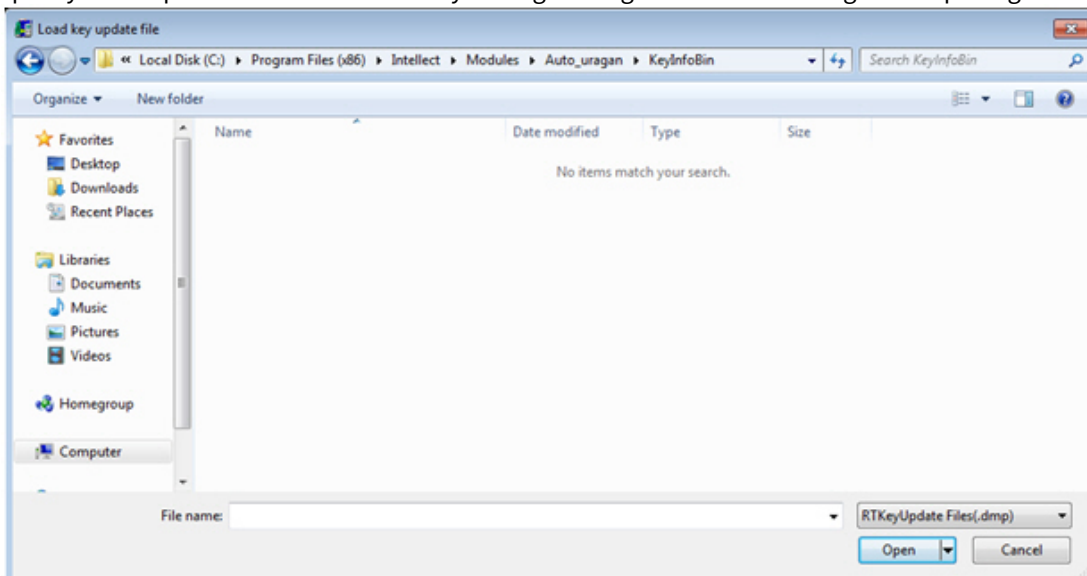 Load key update file
« Local Disk (C:) ▸ Program Files (x86) ▸ Intellect ▸ Modules ▸ Auto_uragan ▸ KeyInfoBin
Search KeyInfoBin
Organize
New folder
Name
Date modified
Type
Size
No items match your search.
Favorites
Desktop
Downloads
Recent Places
Libraries
Documents
Music
Pictures
Videos
Homegroup
Computer
File name:
RTKeyUpdate Files(.dmp)
Open
Cancel